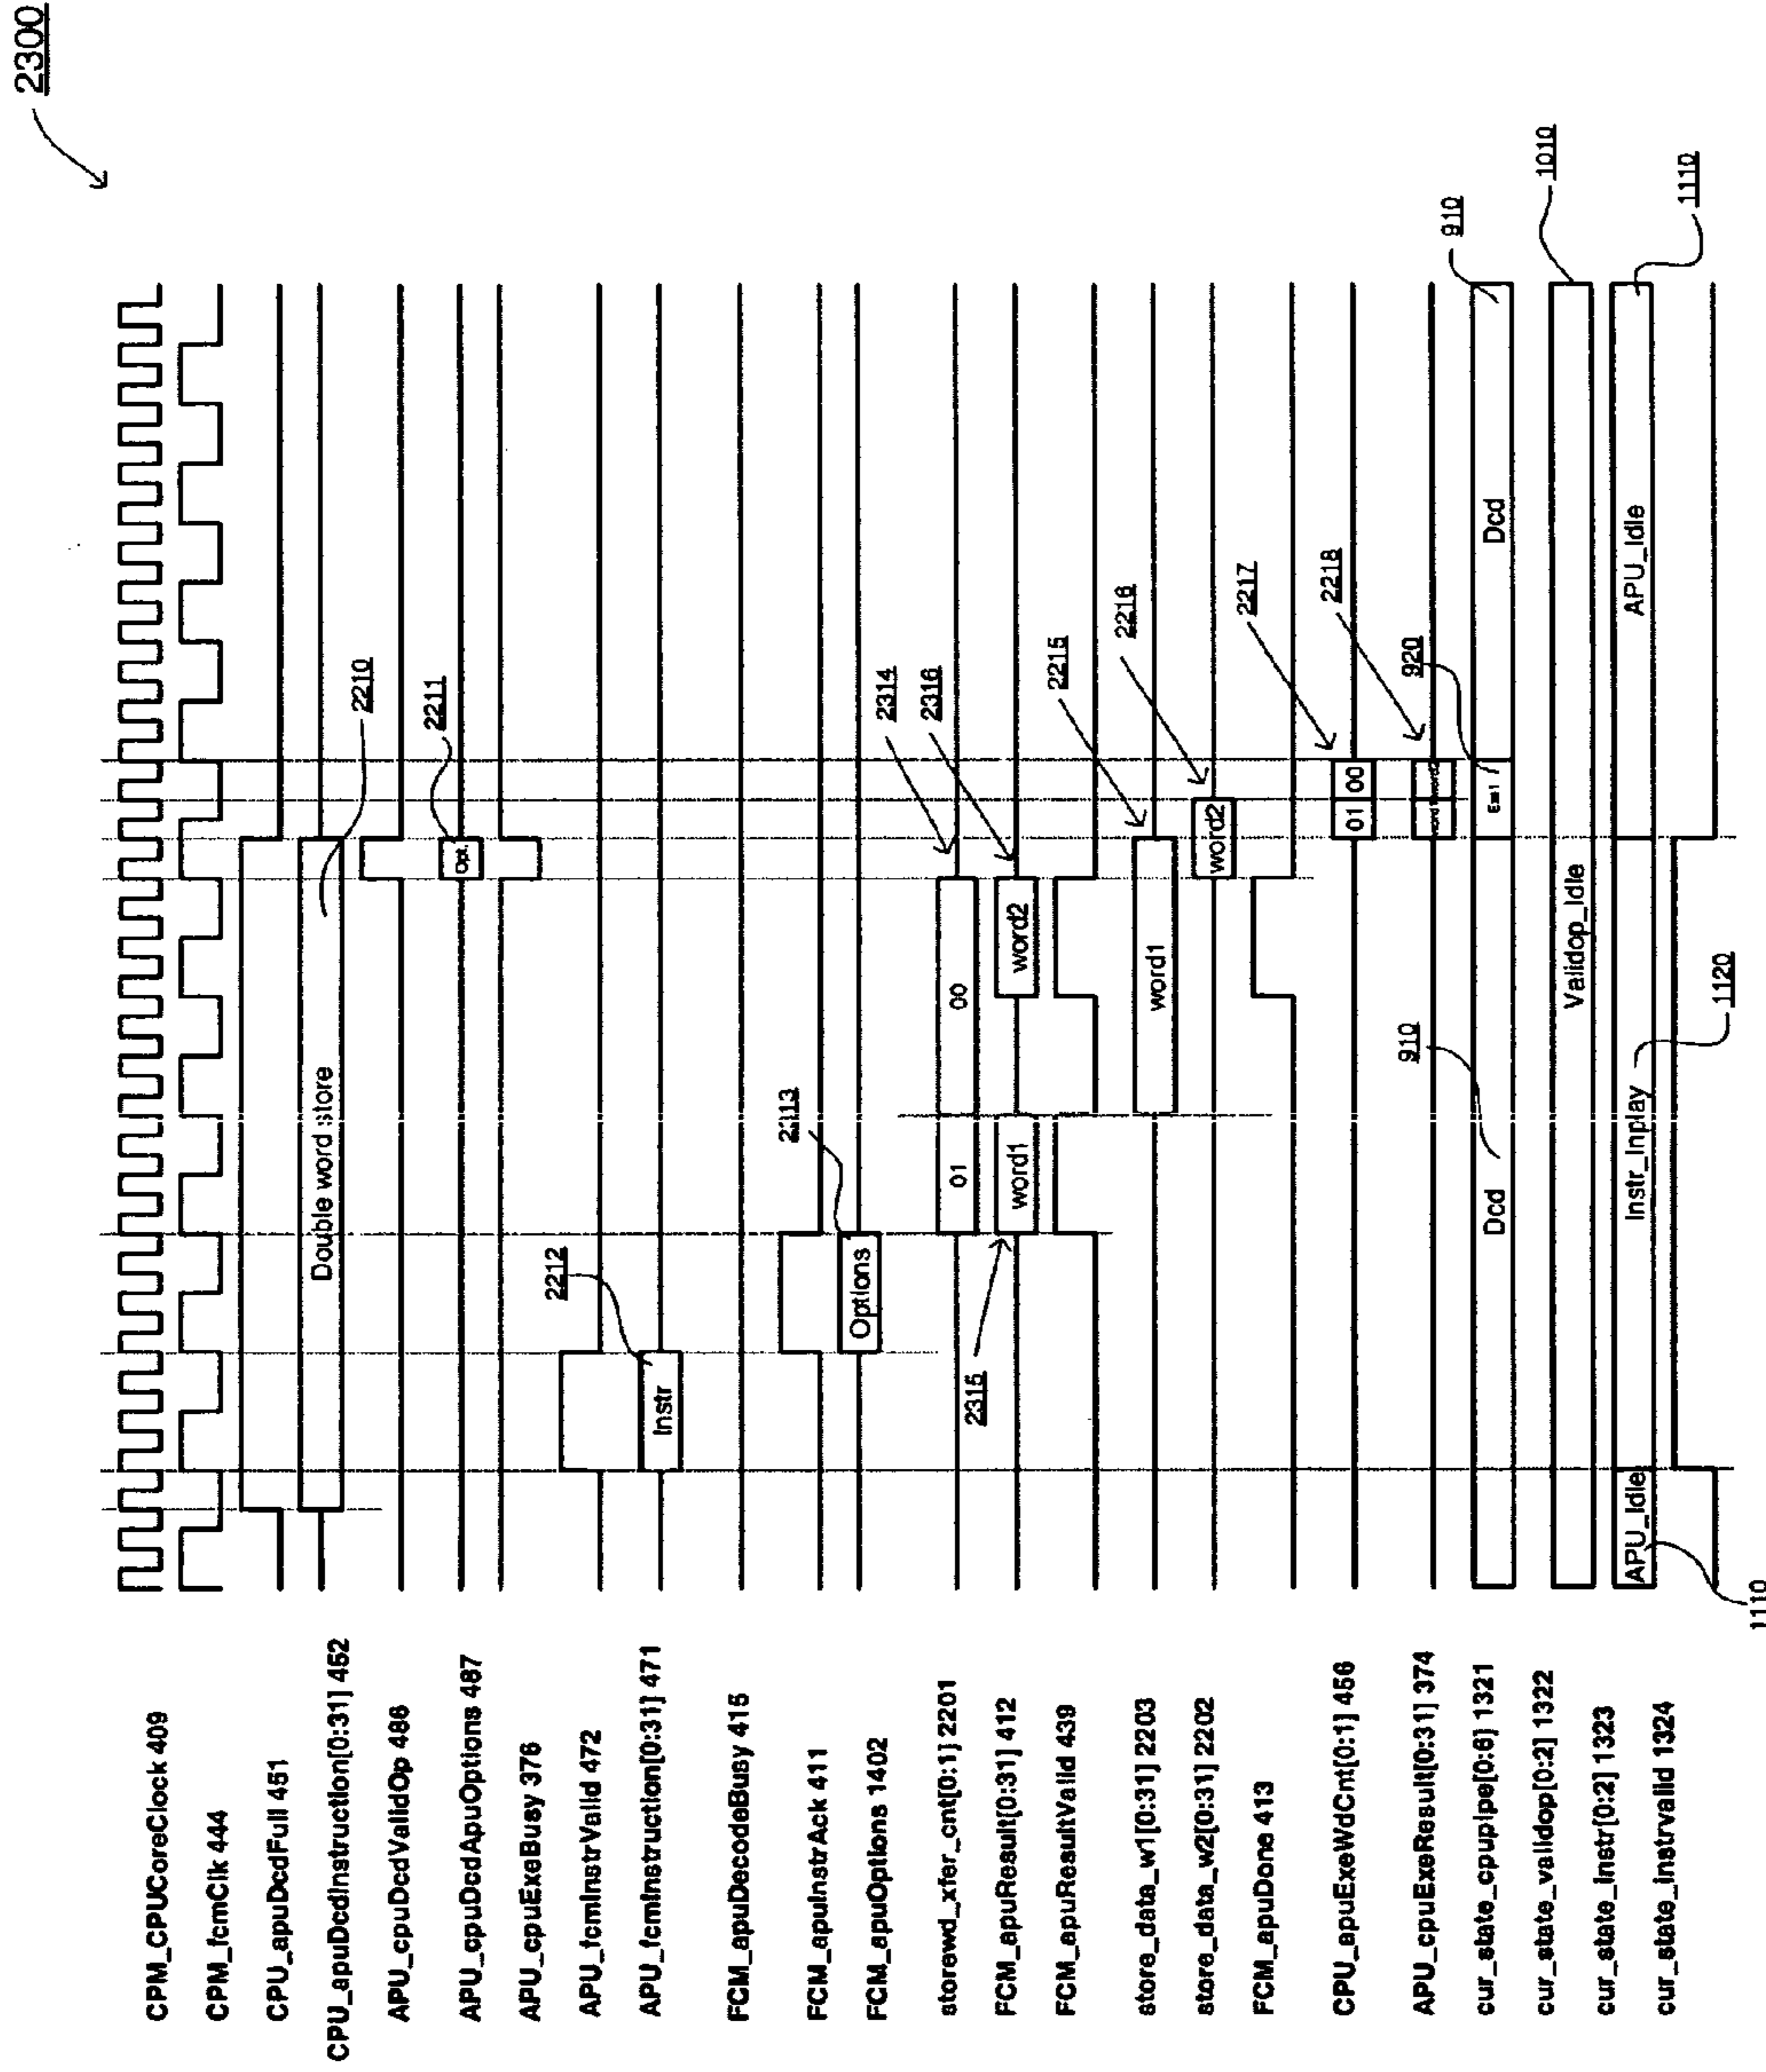 2300
CPM_CPUCoreClock 409
CPM_fcmClk 444
CPU_apuDcdFull 451
CPU_apuDcdInstruction[0:31] 452
Double word store
2210
APU_cpuDcdValidOp 486
APU_cpuDcdApuOptions 487
Opt.
2211
APU_cpuExeBusy 376
APU_fcmInstrValid 472
2212
APU_fcmInstruction[0:31] 471
Instr
FCM_apuDecodeBusy 415
FCM_apuInstrAck 411
2113
FCM_apuOptions 1402
Options
storewd_xfer_cnt[0:1] 2201
01
00
2314
FCM_apuResult[0:31] 412
2315
word1
word2
2316
FCM_apuResultValid 439
store_data_w1[0:31] 2203
word1
2215
store_data_w2[0:31] 2202
word2
2216
FCM_apuDone 413
CPU_apuExeWdCnt[0:1] 456
01
00
2217
APU_cpuExeResult[0:31] 374
word1
word2
2218
910
920
910
cur_state_cpupipe[0:6] 1321
Dcd
Exe1
Dcd
cur_state_validop[0:2] 1322
Validop_Idle
1010
cur_state_instr[0:2] 1323
APU_Idle
Instr_Inplay
APU_Idle
1110
cur_state_instrvalid 1324
1120
1110